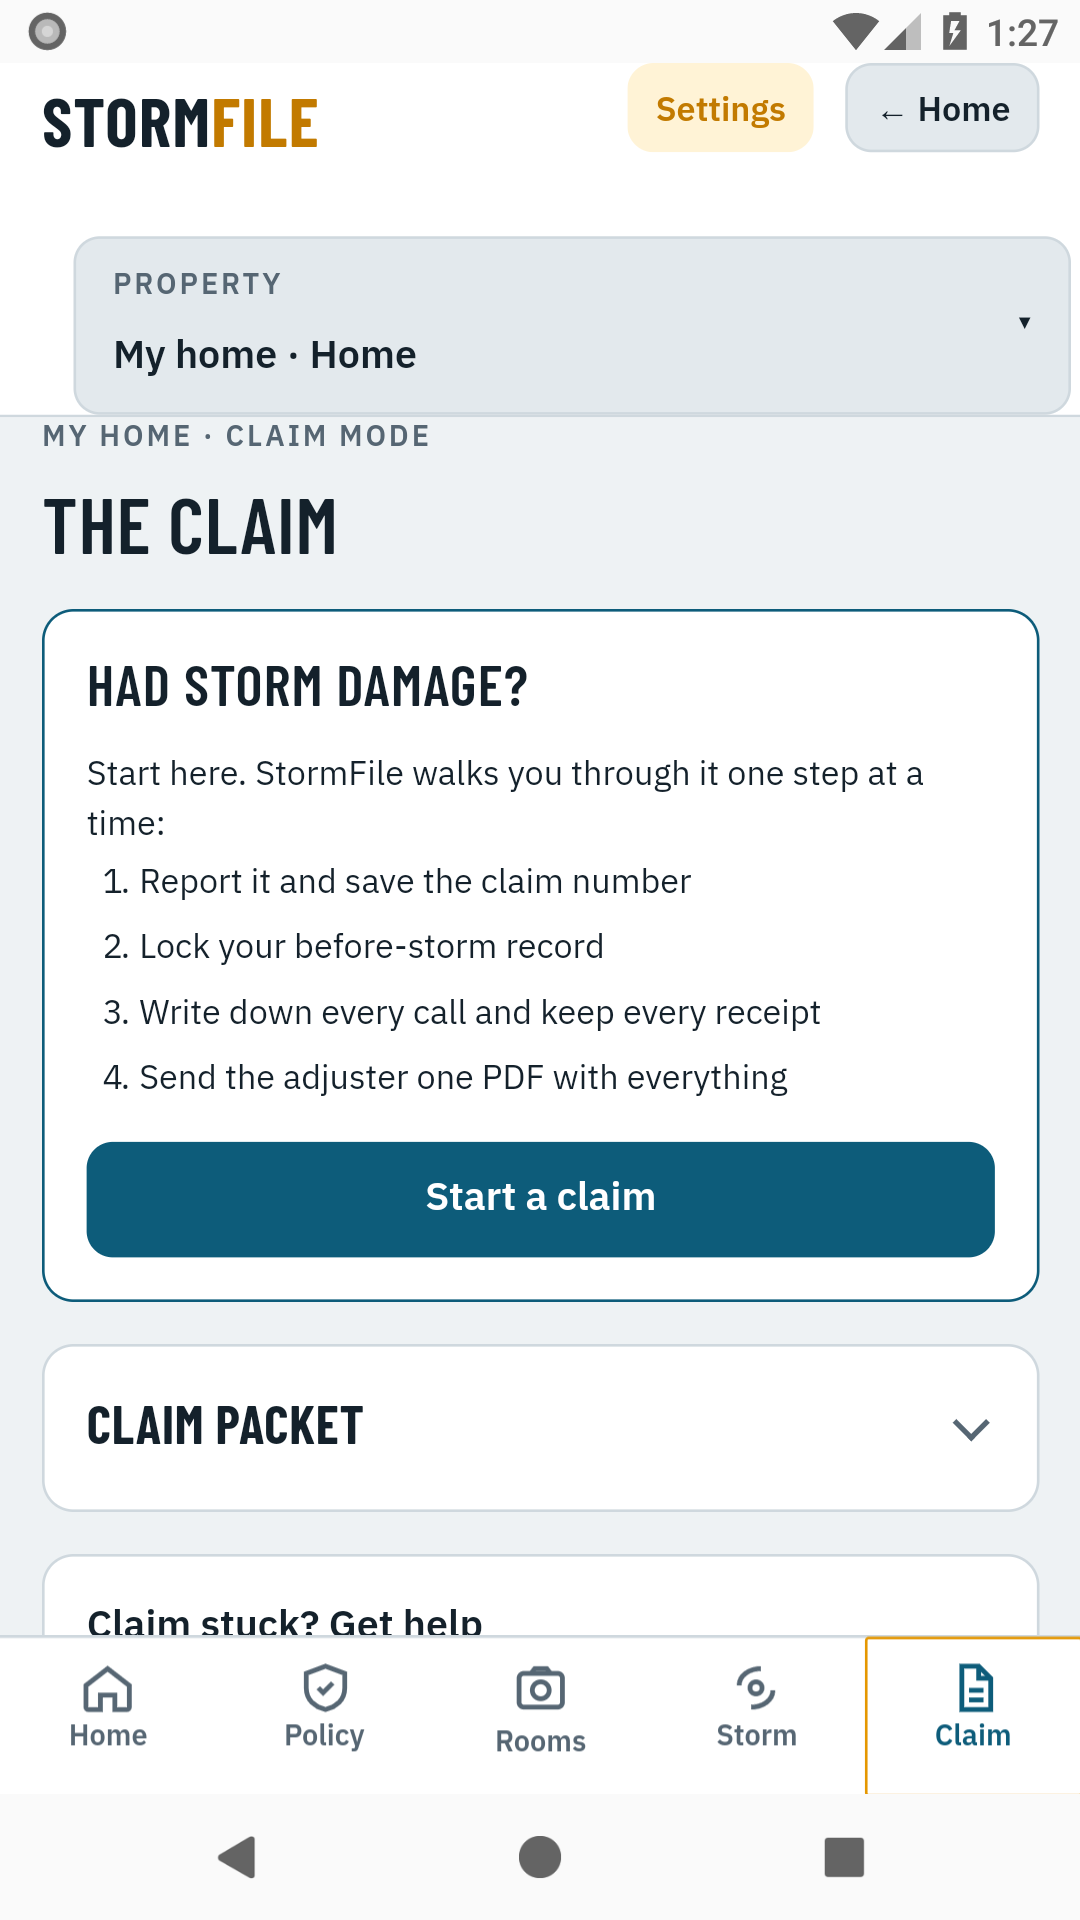 1:27
STORMFILE
Settings
← Home
PROPERTY
My home · Home
▼
MY HOME · CLAIM MODE
THE CLAIM
HAD STORM DAMAGE?
Start here. StormFile walks you through it one step at a
time:
1. Report it and save the claim number
2. Lock your before-storm record
3. Write down every call and keep every receipt
4. Send the adjuster one PDF with everything
Start a claim
CLAIM PACKET
Claim stuck? Get help
Home
Policy
Rooms
Storm
Claim